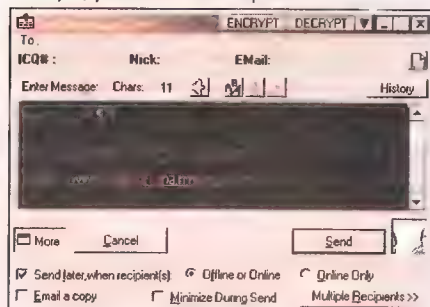 ENCRYPT DECRYPT
To:
ICQ#: Nick: EMail:
Enter Message: Chars: 11 History
More Cancel Send
Send later, when recipient(s): Offline or Online Online Only
Email a copy Minimize During Send Multiple Recipients >>